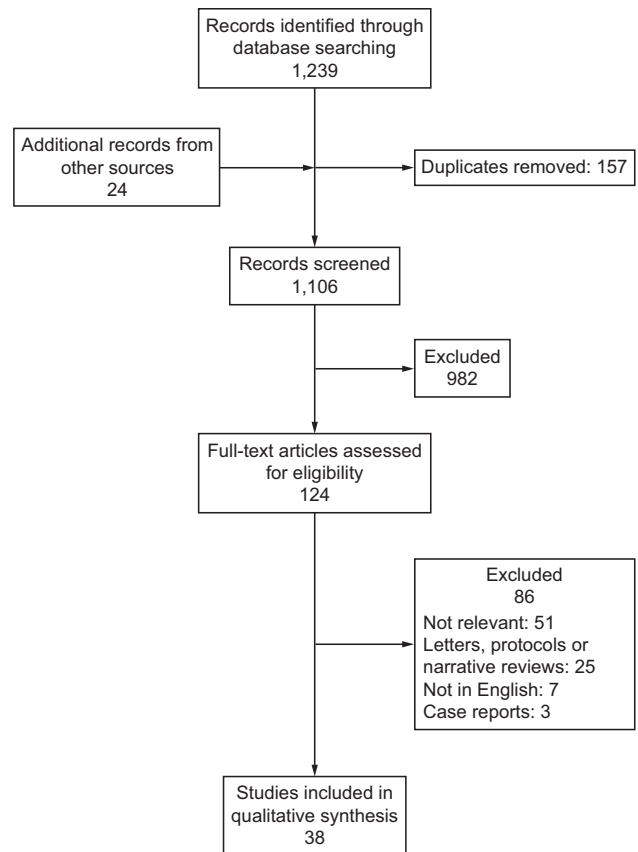 Records identified through
database searching
1,239
Additional records from
other sources
24
Duplicates removed: 157
Records screened
1,106
Excluded
982
Full-text articles assessed
for eligibility
124
Excluded
86
Not relevant: 51
Letters, protocols or
narrative reviews: 25
Not in English: 7
Case reports: 3
Studies included in
qualitative synthesis
38